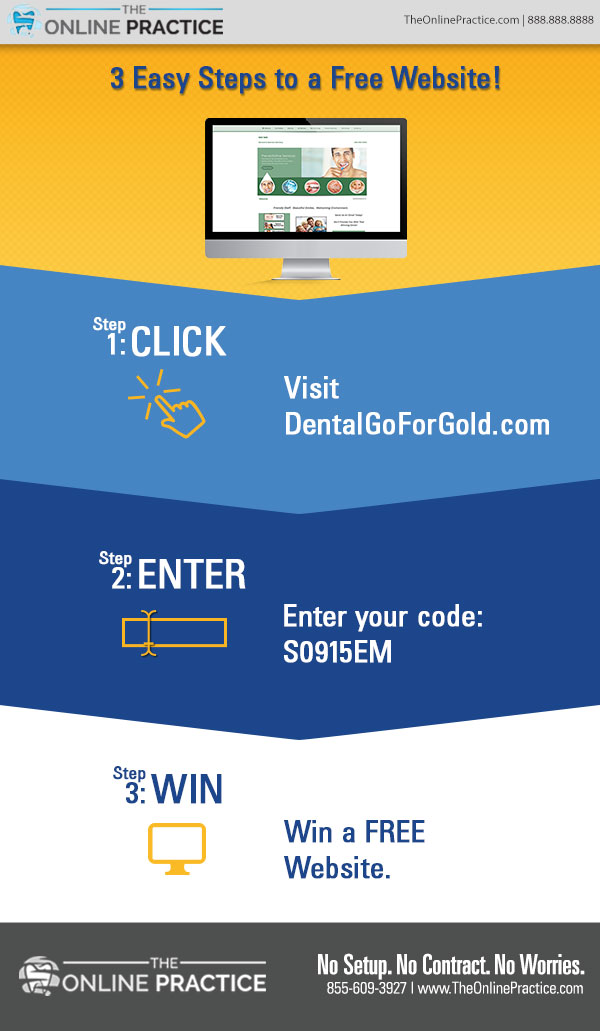 THE
ONLINE PRACTICE
TheOnlinePractice.com | 888.888.8888
3 Easy Steps to a Free Website!
Step
1: CLICK
Visit
DentalGoForGold.com
Step
2: ENTER
Enter your code:
S0915EM
Step
3: WIN
Win a FREE
Website.
THE
ONLINE PRACTICE
No Setup. No Contract. No Worries.
855-609-3927 | www.TheOnlinePractice.com